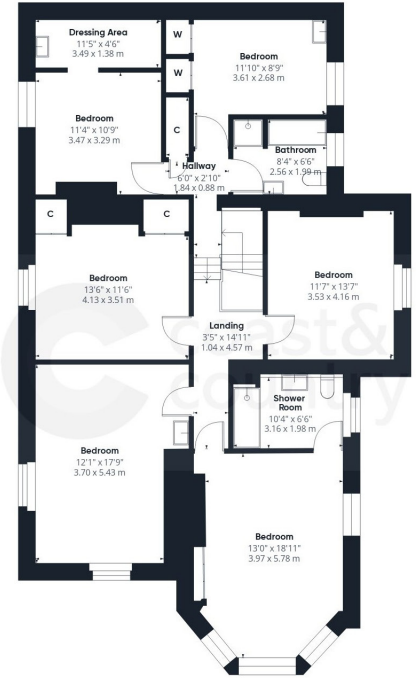 Dressing Area
11'5" x 4'6"
3.49 x 1.38 m
W
Bedroom
11'10" x 8'9"
3.61 x 2.68 m
W
Bedroom
11'4" x 10'9"
3.47 x 3.29 m
C
Bathroom
8'4" x 6'6"
2.56 x 1.99 m
Hallway
6'0" x 2'10"
1.84 x 0.88 m
C
C
Bedroom
13'6" x 11'6"
4.13 x 3.51 m
Bedroom
11'7" x 13'7"
3.53 x 4.16 m
Landing
3'5" x 14'11"
1.04 x 4.57 m
coast &
country
Shower
Room
10'4" x 6'6"
3.16 x 1.98 m
Bedroom
12'1" x 17'9"
3.70 x 5.43 m
Bedroom
13'0" x 18'11"
3.97 x 5.78 m